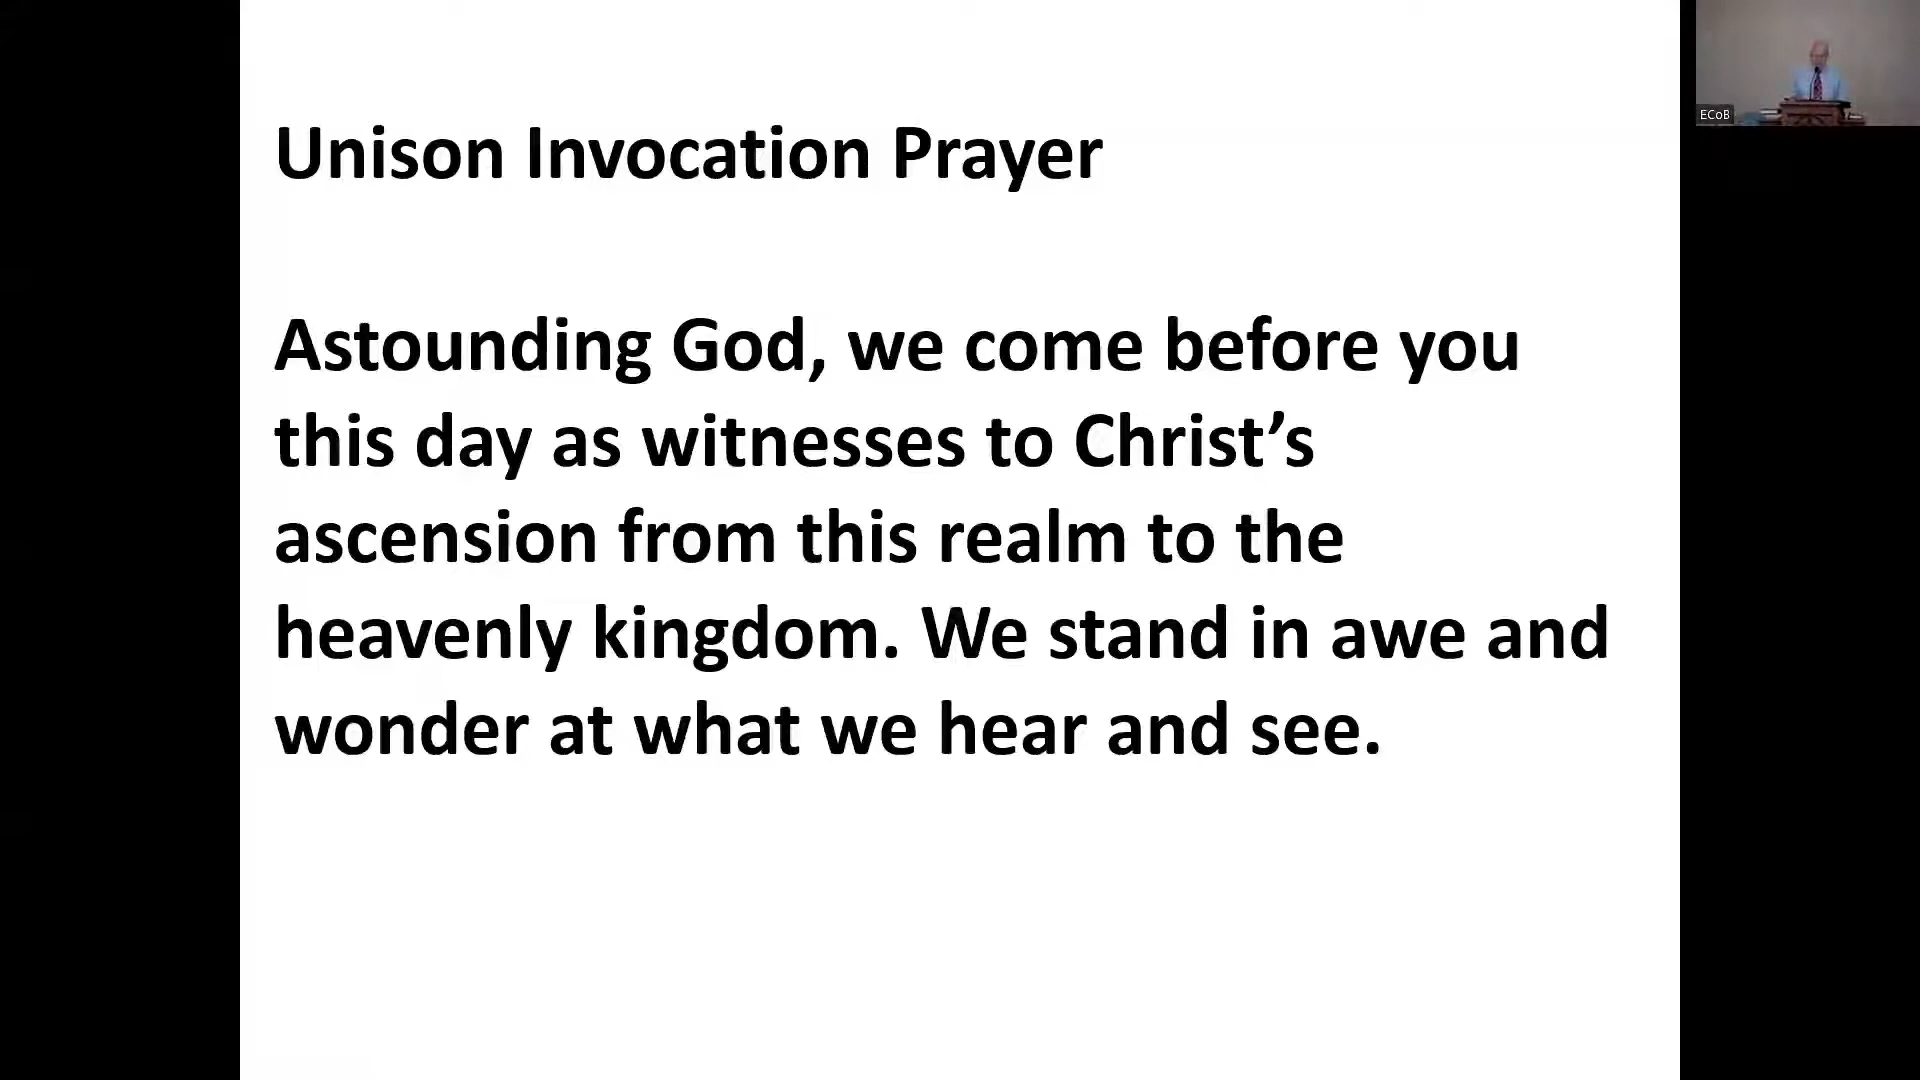 Unison Invocation Prayer
Astounding God, we come before you
this day as witnesses to Christ’s
ascension from this realm to the
heavenly kingdom. We stand in awe and
wonder at what we hear and see.
ECoB